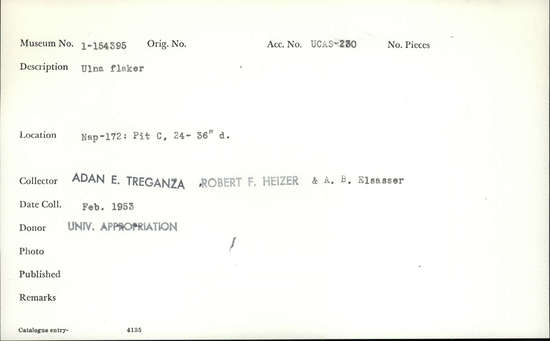 Museum No. 1-154395 Orig. No. Acc. No. UCAS-230 No. Pieces
Description Ulna flaker
Location Nap-172: Pit C, 24- 36" d.
Collector ADAN E. TREGANZA ROBERT F. HEIZER & A. B. Elsasser
Date Coll. Feb. 1953
Donor UNIV. APPROPRIATION
Photo
Published
Remarks
Catalogue entry- 4135